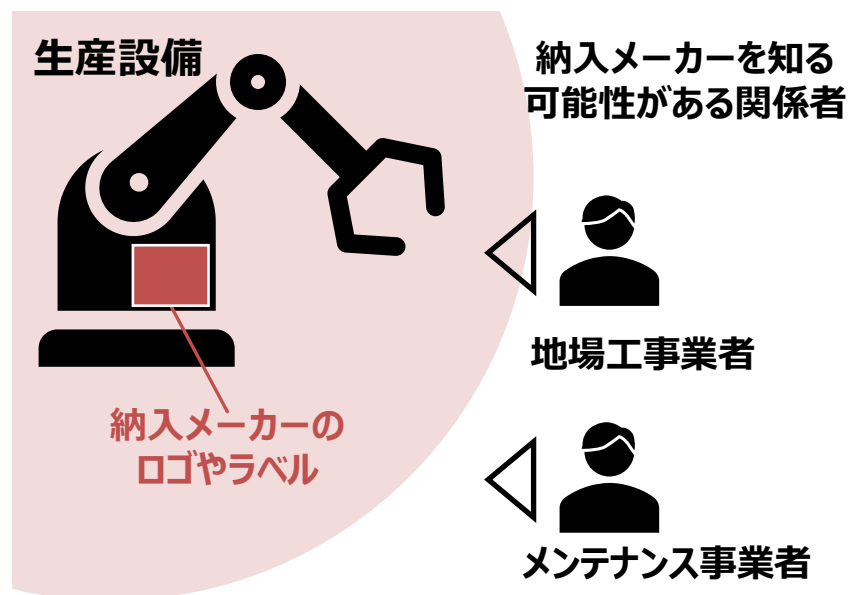 生産設備
納入メーカーを知る
可能性がある関係者
地場工事業者
納入メーカーの
ロゴやラベル
メンテナンス事業者